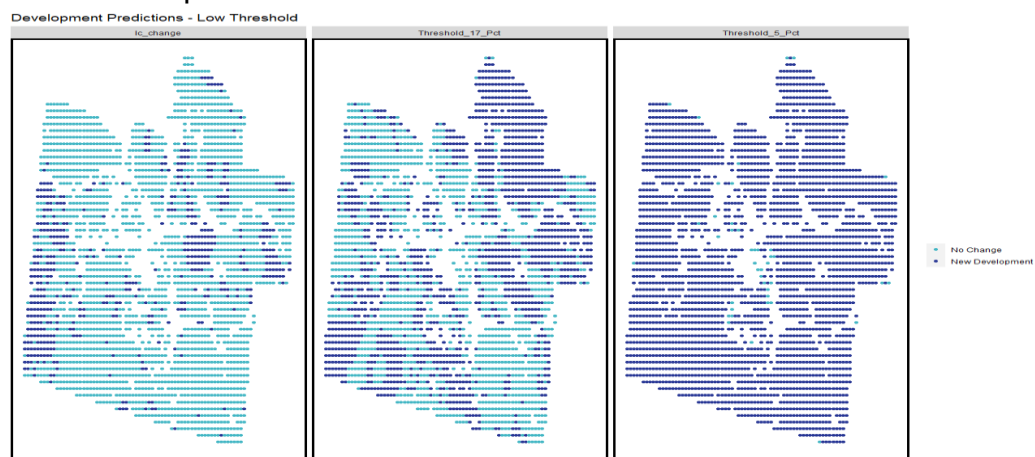 Development Predictions - Low Threshold
lc_change
Threshold_17_Pct
Threshold_5_Pct
No Change
New Development